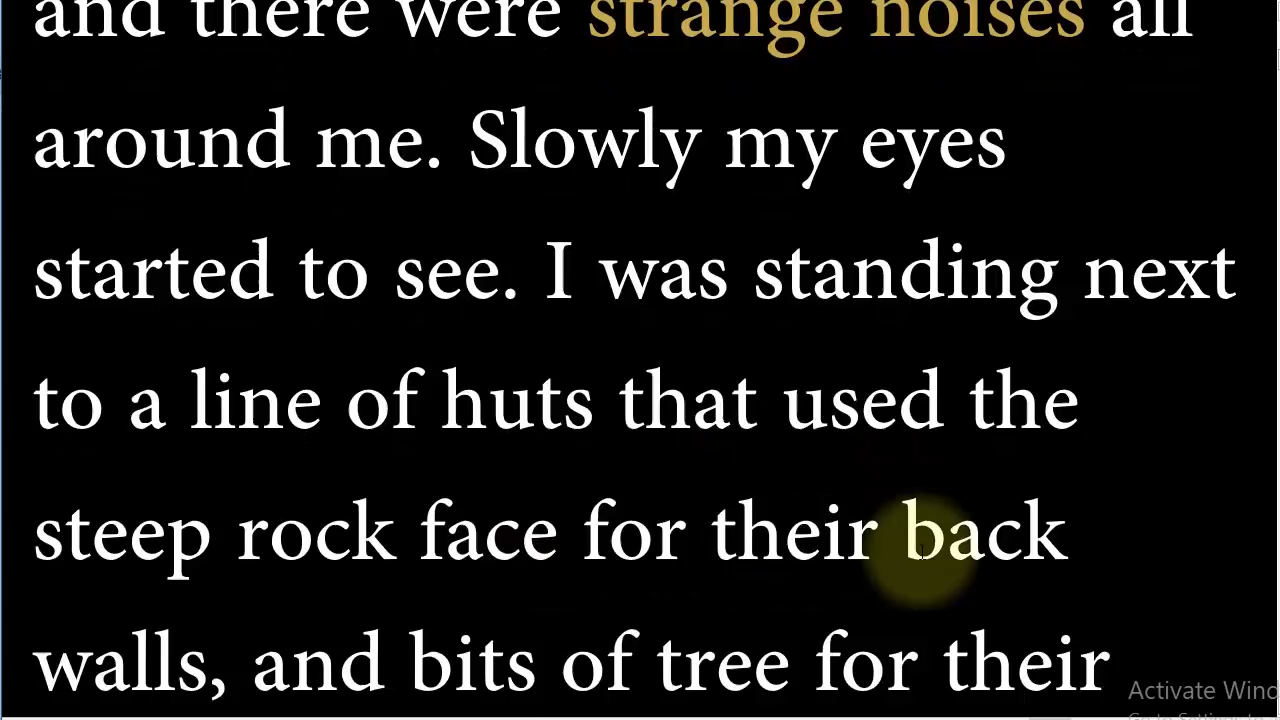 and there were strange noises all
around me. Slowly my eyes
started to see. I was standing next
to a line of huts that used the
steep rock face for their back
walls, and bits of tree for their
Activate Wind